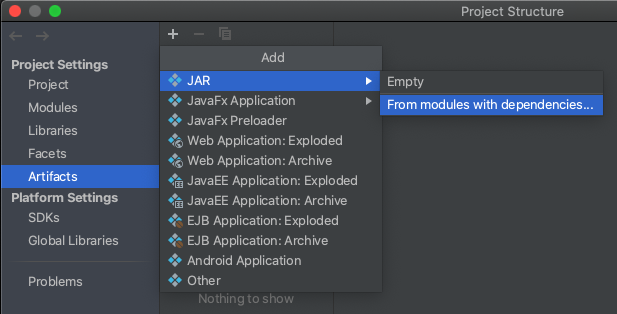 Project Structure
Project Settings
Project
Modules
Libraries
Facets
Artifacts
Platform Settings
SDKs
Global Libraries
Problems
Add
JAR
JavaFx Application
JavaFx Preloader
Web Application: Exploded
Web Application: Archive
JavaEE Application: Exploded
JavaEE Application: Archive
EJB Application: Exploded
EJB Application: Archive
Android Application
Other
Nothing to show
Empty
From modules with dependencies...